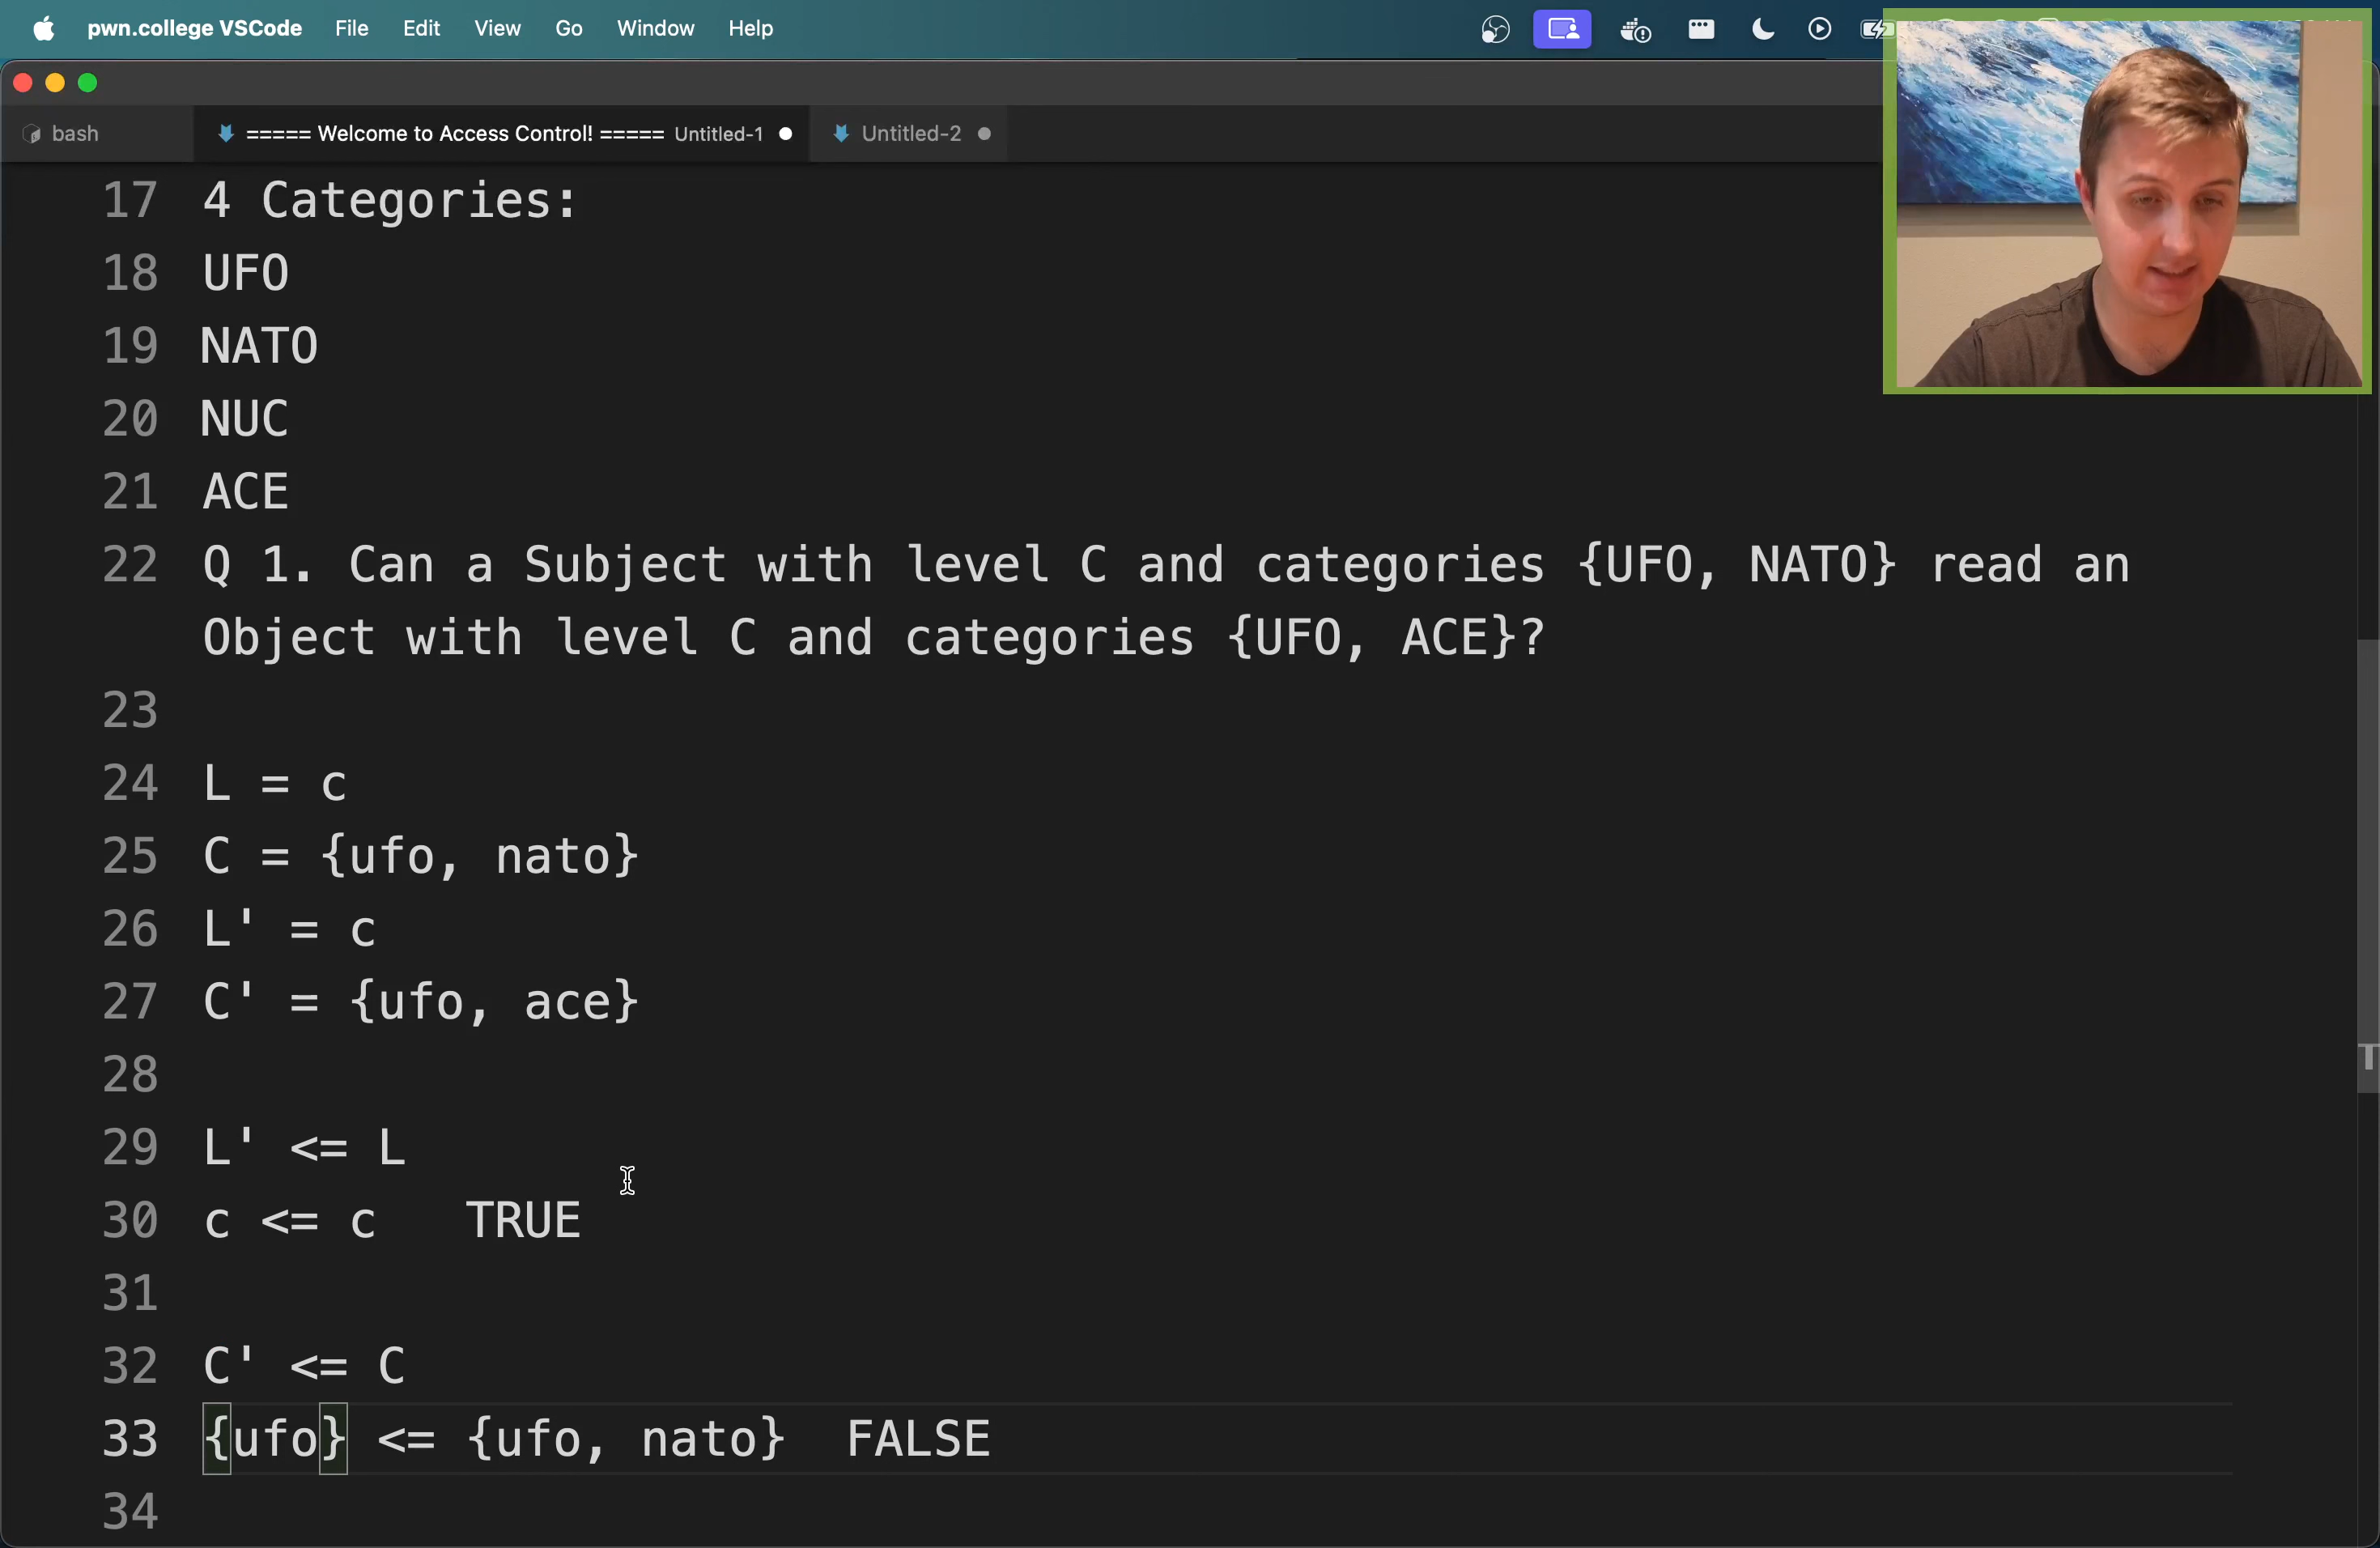 pwn.college VSCode File Edit View Go Window Help
bash ===== Welcome to Access Control! ===== Untitled-1 Untitled-2
17 4 Categories:
18 UFO
19 NATO
20 NUC
21 ACE
22 Q 1. Can a Subject with level C and categories {UFO, NATO} read an
Object with level C and categories {UFO, ACE}?
23
24 L = c
25 C = {ufo, nato}
26 L' = c
27 C' = {ufo, ace}
28
29 L' <= L
30 c <= c TRUE
31
32 C' <= C
33 {ufo} <= {ufo, nato} FALSE
34